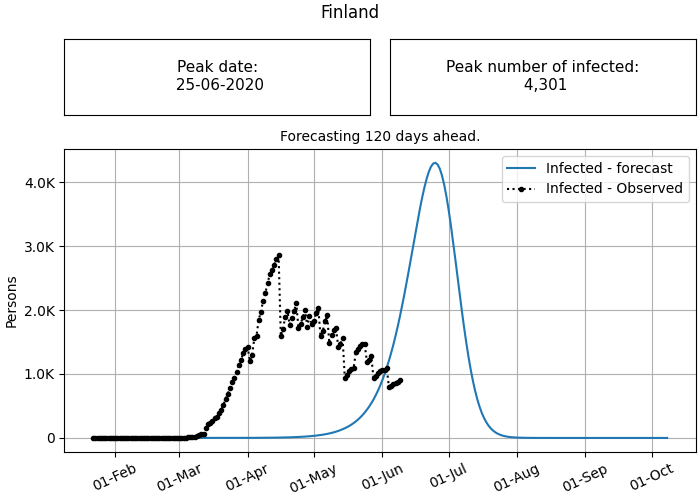 Finland
Peak date:
25-06-2020
Peak number of infected:
4,301
Forecasting 120 days ahead.
Infected - forecast
Infected - Observed
4.0K
3.0K
2.0K
1.0K
0
Persons
01-Feb
01-Mar
01-Apr
01-May
01-Jun
01-Jul
01-Aug
01-Sep
01-Oct